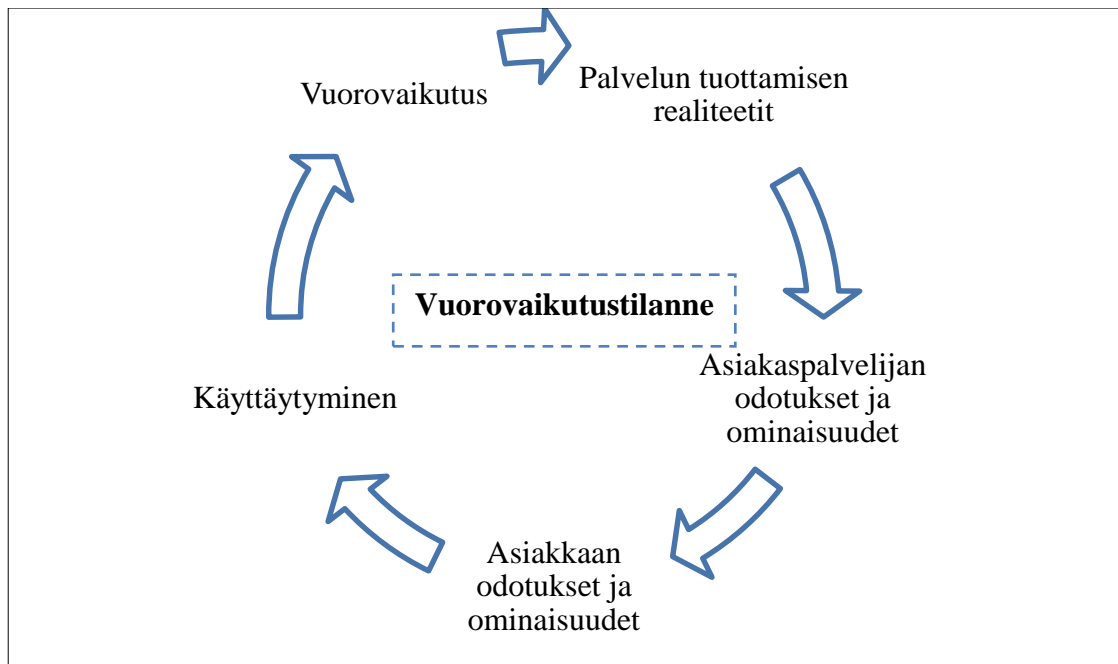 Vuorovaikutus
Palvelun tuottamisen
realiteetit
Vuorovaikutustilanne
Asiakaspalvelijan
odotukset ja
ominaisuudet
Käyttäytyminen
Asiakkaan
odotukset ja
ominaisuudet